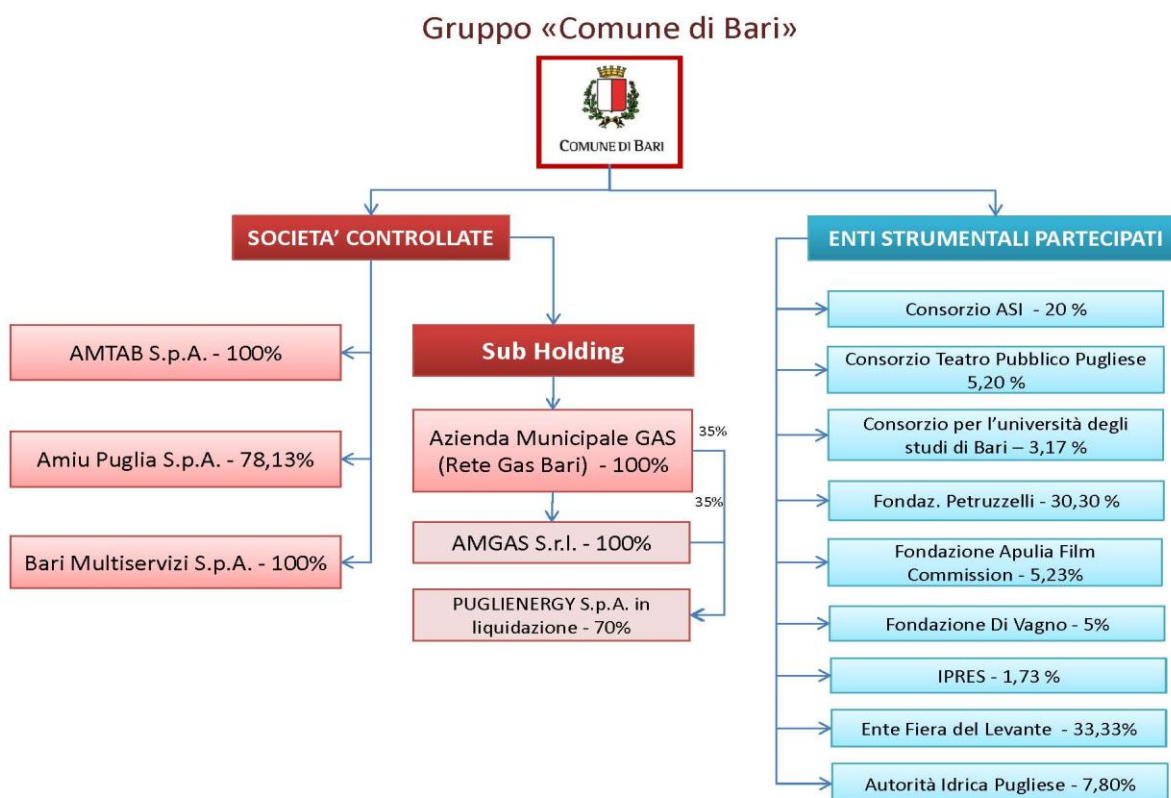 Gruppo «Comune di Bari»
COMUNE DI BARI
SOCIETA’ CONTROLLATE
AMTAB S.p.A. - 100%
Amiu Puglia S.p.A. - 78,13%
Bari Multiservizi S.p.A. - 100%
Sub Holding
Azienda Municipale GAS
(Rete Gas Bari) - 100%
35%
35%
AMGAS S.r.l. - 100%
PUGLIENERGY S.p.A. in
liquidazione - 70%
ENTI STRUMENTALI PARTECIPATI
Consorzio ASI - 20 %
Consorzio Teatro Pubblico Pugliese
5,20 %
Consorzio per l’università degli
studi di Bari – 3,17 %
Fondaz. Petruzzelli - 30,30 %
Fondazione Apulia Film
Commission - 5,23%
Fondazione Di Vagno - 5%
IPRES - 1,73 %
Ente Fiera del Levante - 33,33%
Autorità Idrica Pugliese - 7,80%